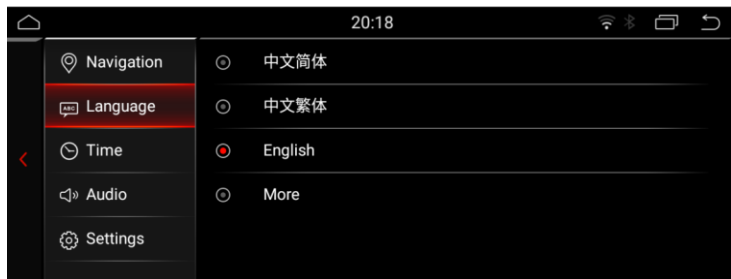 20:18
Navigation
Language
Time
Audio
Settings
中文简体
中文繁体
English
More